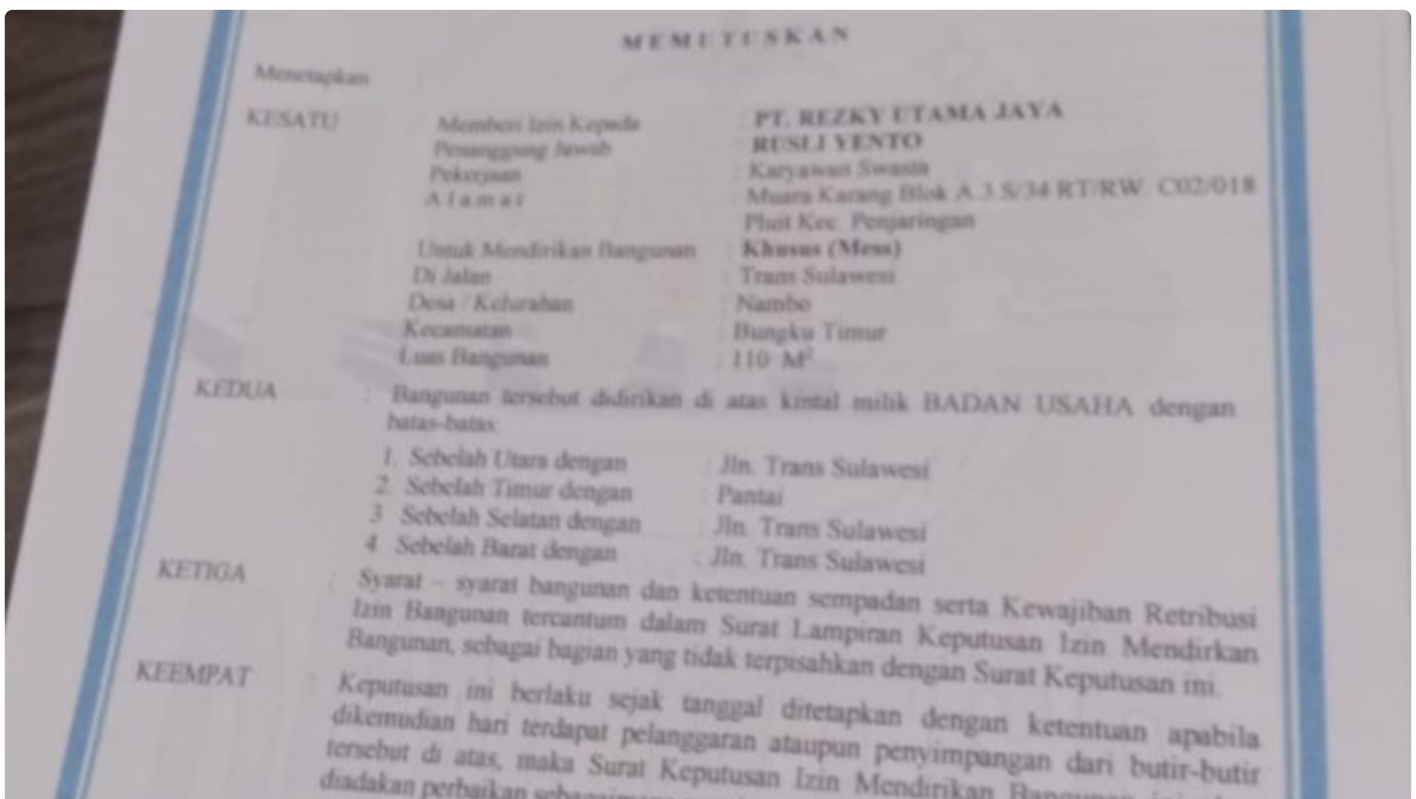 MEMUTUSKAN
Menetapkan
KESATU Memberi Izin Kepada : PT. REZKY UTAMA JAYA
Penanggung Jawab : RUSLI YENTO
Pekerjaan : Karyawan Swasta
Alamat : Muara Karang Blok A.3 S/34 RT/RW. C02/018
Pluit Kec. Penjaringan
Untuk Mendirikan Bangunan : Khusus (Mess)
Di Jalan : Trans Sulawesi
Desa / Kelurahan : Nambo
Kecamatan : Bungku Timur
Luas Bangunan : 110 M²
KEDUA : Bangunan tersebut didirikan di atas kintal milik BADAN USAHA dengan
batas-batas:
1. Sebelah Utara dengan : Jln. Trans Sulawesi
2. Sebelah Timur dengan : Pantai
3 Sebelah Selatan dengan : Jln. Trans Sulawesi
4. Sebelah Barat dengan : Jln. Trans Sulawesi
KETIGA : Syarat – syarat bangunan dan ketentuan sempadan serta Kewajiban Retribusi
Izin Bangunan tercantum dalam Surat Lampiran Keputusan Izin Mendirkan
Bangunan, sebagai bagian yang tidak terpisahkan dengan Surat Keputusan ini.
KEEMPAT : Keputusan ini berlaku sejak tanggal ditetapkan dengan ketentuan apabila
dikemudian hari terdapat pelanggaran ataupun penyimpangan dari butir-butir
tersebut di atas, maka Surat Keputusan Izin Mendirikan Bangunan
diadakan perbaikan